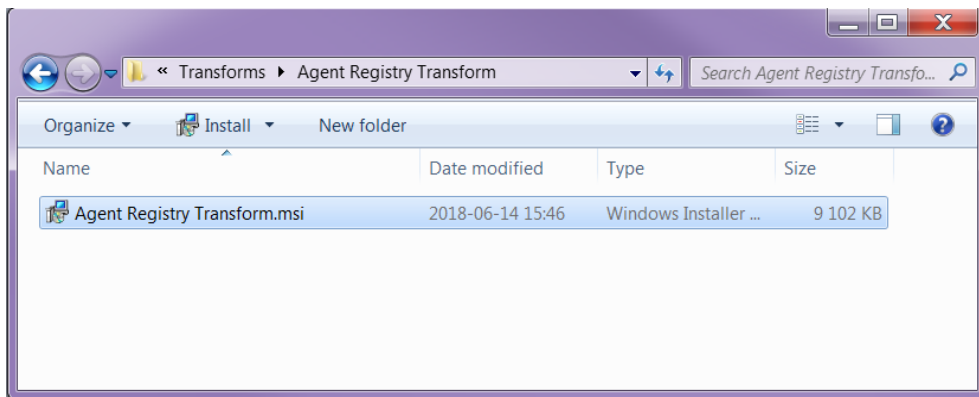 « Transforms Agent Registry Transform Search Agent Registry Transfo...
Organize Install New folder
Name Date modified Type Size
Agent Registry Transform.msi 2018-06-14 15:46 Windows Installer ... 9 102 KB